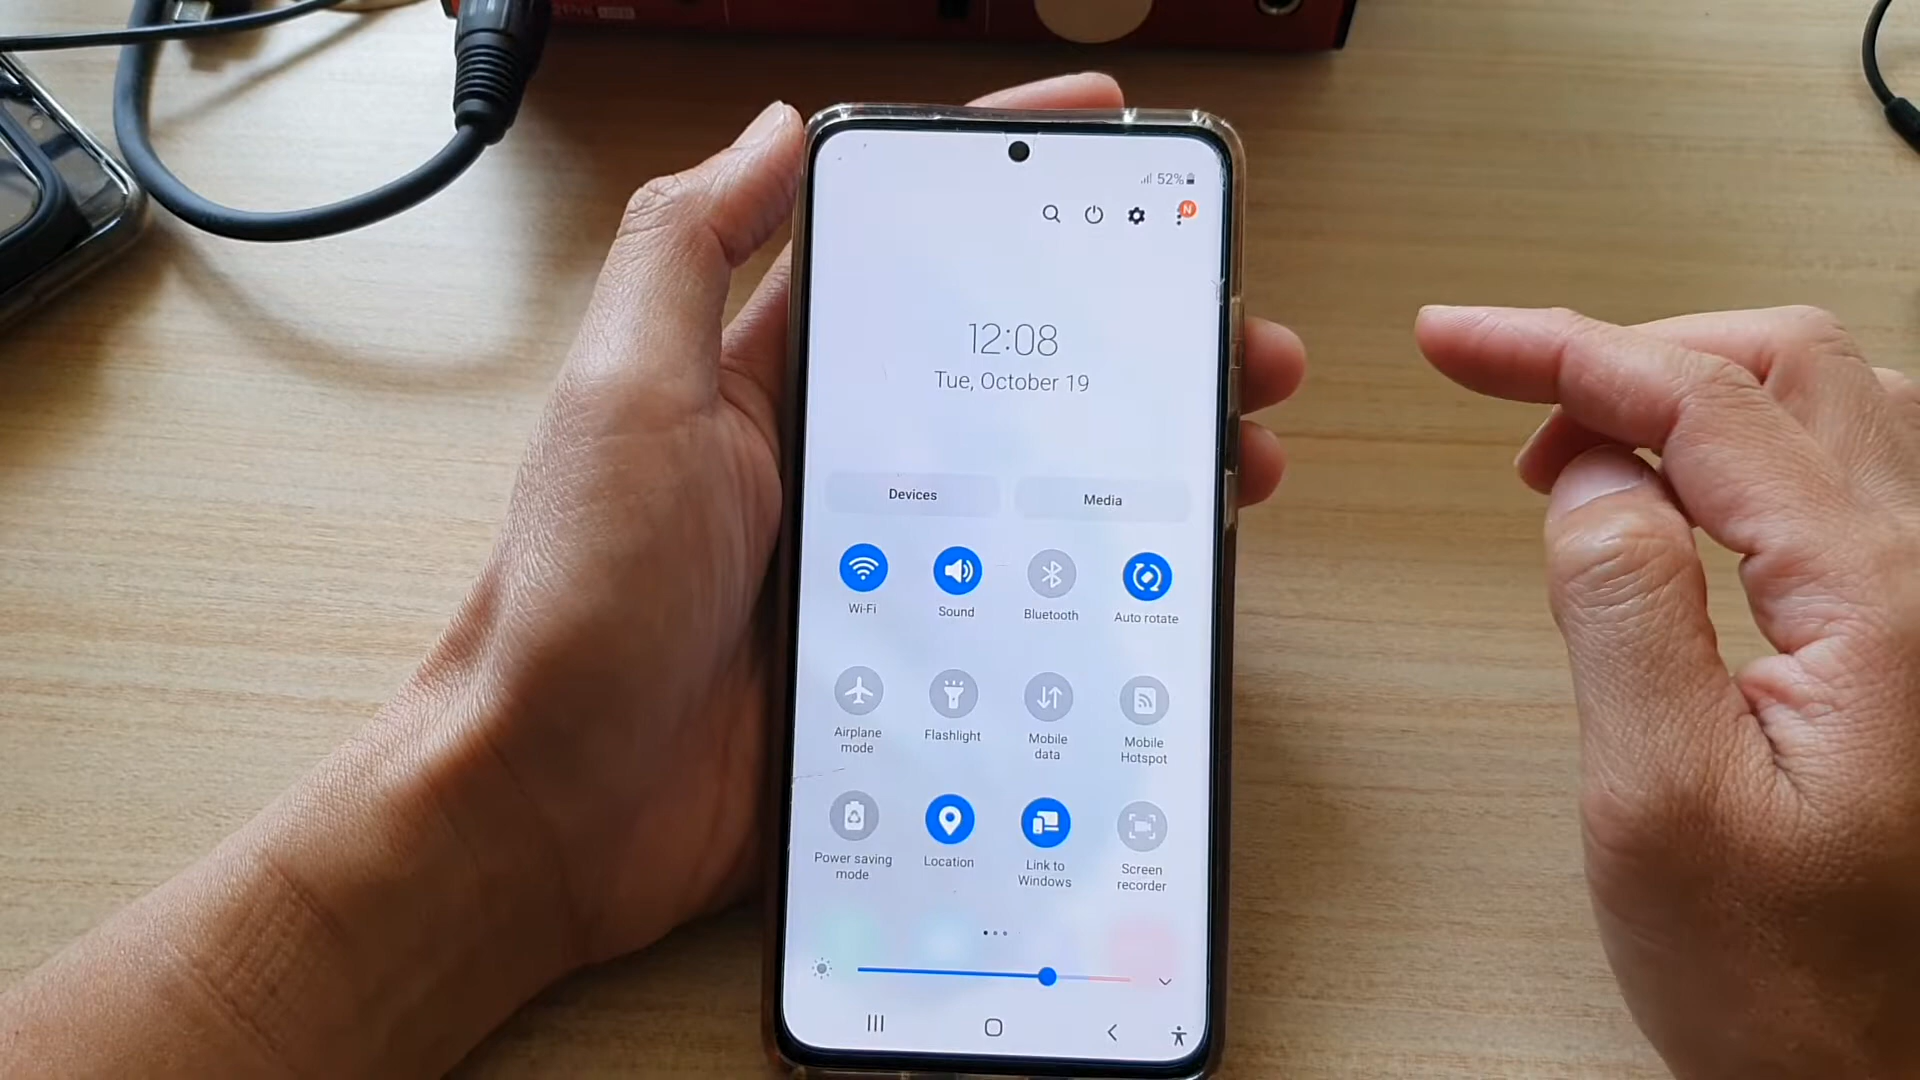 52%
N
12:08
Tue, October 19
Devices
Media
Wi-Fi
Sound
Bluetooth
Auto rotate
Airplane
mode
Flashlight
Mobile
data
Mobile
Hotspot
Power saving
mode
Location
Link to
Windows
Screen
recorder